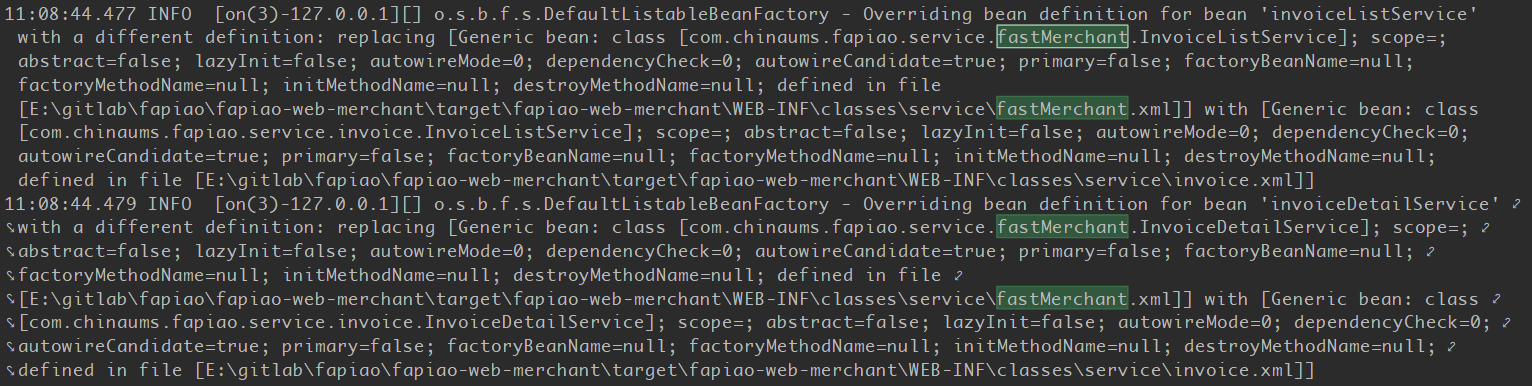 11:08:44.477 INFO  [on(3)-127.0.0.1][] o.s.b.f.s.DefaultListableBeanFactory - Overriding bean definition for bean 'invoiceListService'
with a different definition: replacing [Generic bean: class [com.chinaums.fapiao.service.fastMerchant.InvoiceListService]; scope=;
abstract=false; lazyInit=false; autowireMode=0; dependencyCheck=0; autowireCandidate=true; primary=false; factoryBeanName=null;
factoryMethodName=null; initMethodName=null; destroyMethodName=null; defined in file
[E:\gitlab\fapiao\fapiao-web-merchant\target\fapiao-web-merchant\WEB-INF\classes\service\fastMerchant.xml]] with [Generic bean: class
[com.chinaums.fapiao.service.invoice.InvoiceListService]; scope=; abstract=false; lazyInit=false; autowireMode=0; dependencyCheck=0;
autowireCandidate=true; primary=false; factoryBeanName=null; factoryMethodName=null; initMethodName=null; destroyMethodName=null;
defined in file [E:\gitlab\fapiao\fapiao-web-merchant\target\fapiao-web-merchant\WEB-INF\classes\service\invoice.xml]]
11:08:44.479 INFO  [on(3)-127.0.0.1][] o.s.b.f.s.DefaultListableBeanFactory - Overriding bean definition for bean 'invoiceDetailService'
with a different definition: replacing [Generic bean: class [com.chinaums.fapiao.service.fastMerchant.InvoiceDetailService]; scope=;
abstract=false; lazyInit=false; autowireMode=0; dependencyCheck=0; autowireCandidate=true; primary=false; factoryBeanName=null;
factoryMethodName=null; initMethodName=null; destroyMethodName=null; defined in file
[E:\gitlab\fapiao\fapiao-web-merchant\target\fapiao-web-merchant\WEB-INF\classes\service\fastMerchant.xml]] with [Generic bean: class
[com.chinaums.fapiao.service.invoice.InvoiceDetailService]; scope=; abstract=false; lazyInit=false; autowireMode=0; dependencyCheck=0;
autowireCandidate=true; primary=false; factoryBeanName=null; factoryMethodName=null; initMethodName=null; destroyMethodName=null;
defined in file [E:\gitlab\fapiao\fapiao-web-merchant\target\fapiao-web-merchant\WEB-INF\classes\service\invoice.xml]]